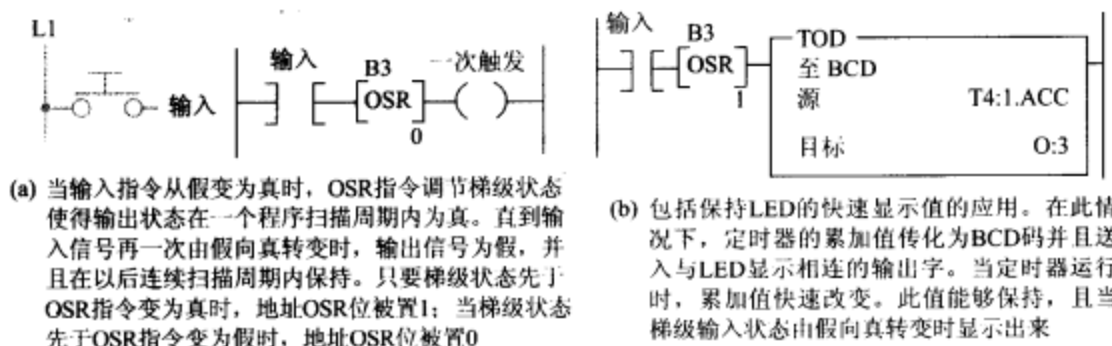 L1
输入
输入
B3
OSR
0
一次触发
(a) 当输入指令从假变为真时，OSR指令调节梯级状态
使得输出状态在一个程序扫描周期内为真。直到输
入信号再一次由假向真转变时，输出信号为假，并
且在以后连续扫描周期内保持。只要梯级状态先于
OSR指令变为真时，地址OSR位被置1；当梯级状态
先于OSR指令变为假时，地址OSR位被置0
输入
B3
OSR
1
TOD
至 BCD
源 T4:1.ACC
目标 O:3
(b) 包括保持LED的快速显示值的应用。在此情
况下，定时器的累加值传化为BCD码并且送
入与LED显示相连的输出字。当定时器运行
时，累加值快速改变。此值能够保持，且当
梯级输入状态由假向真转变时显示出来